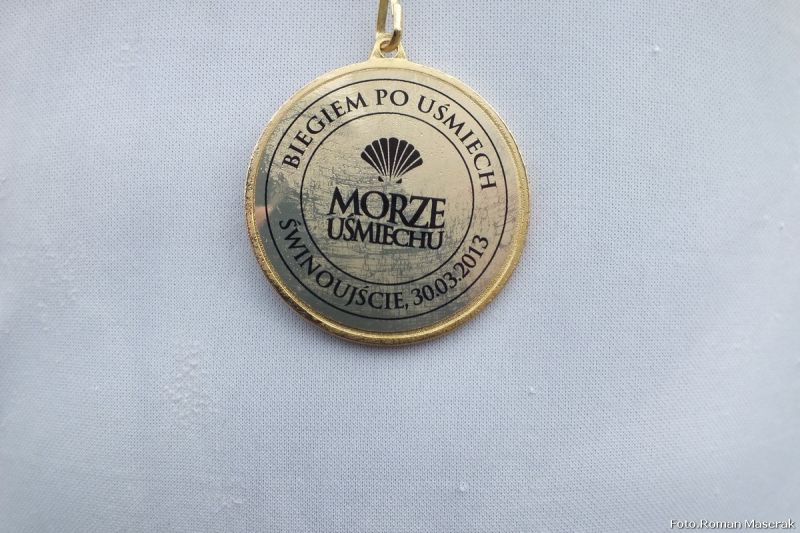 BIEGIEM PO UŚMIECH
MORZE
UŚMIECHU
ŚWINOUJŚCIE, 30.03.2013
Foto.Roman Maserak